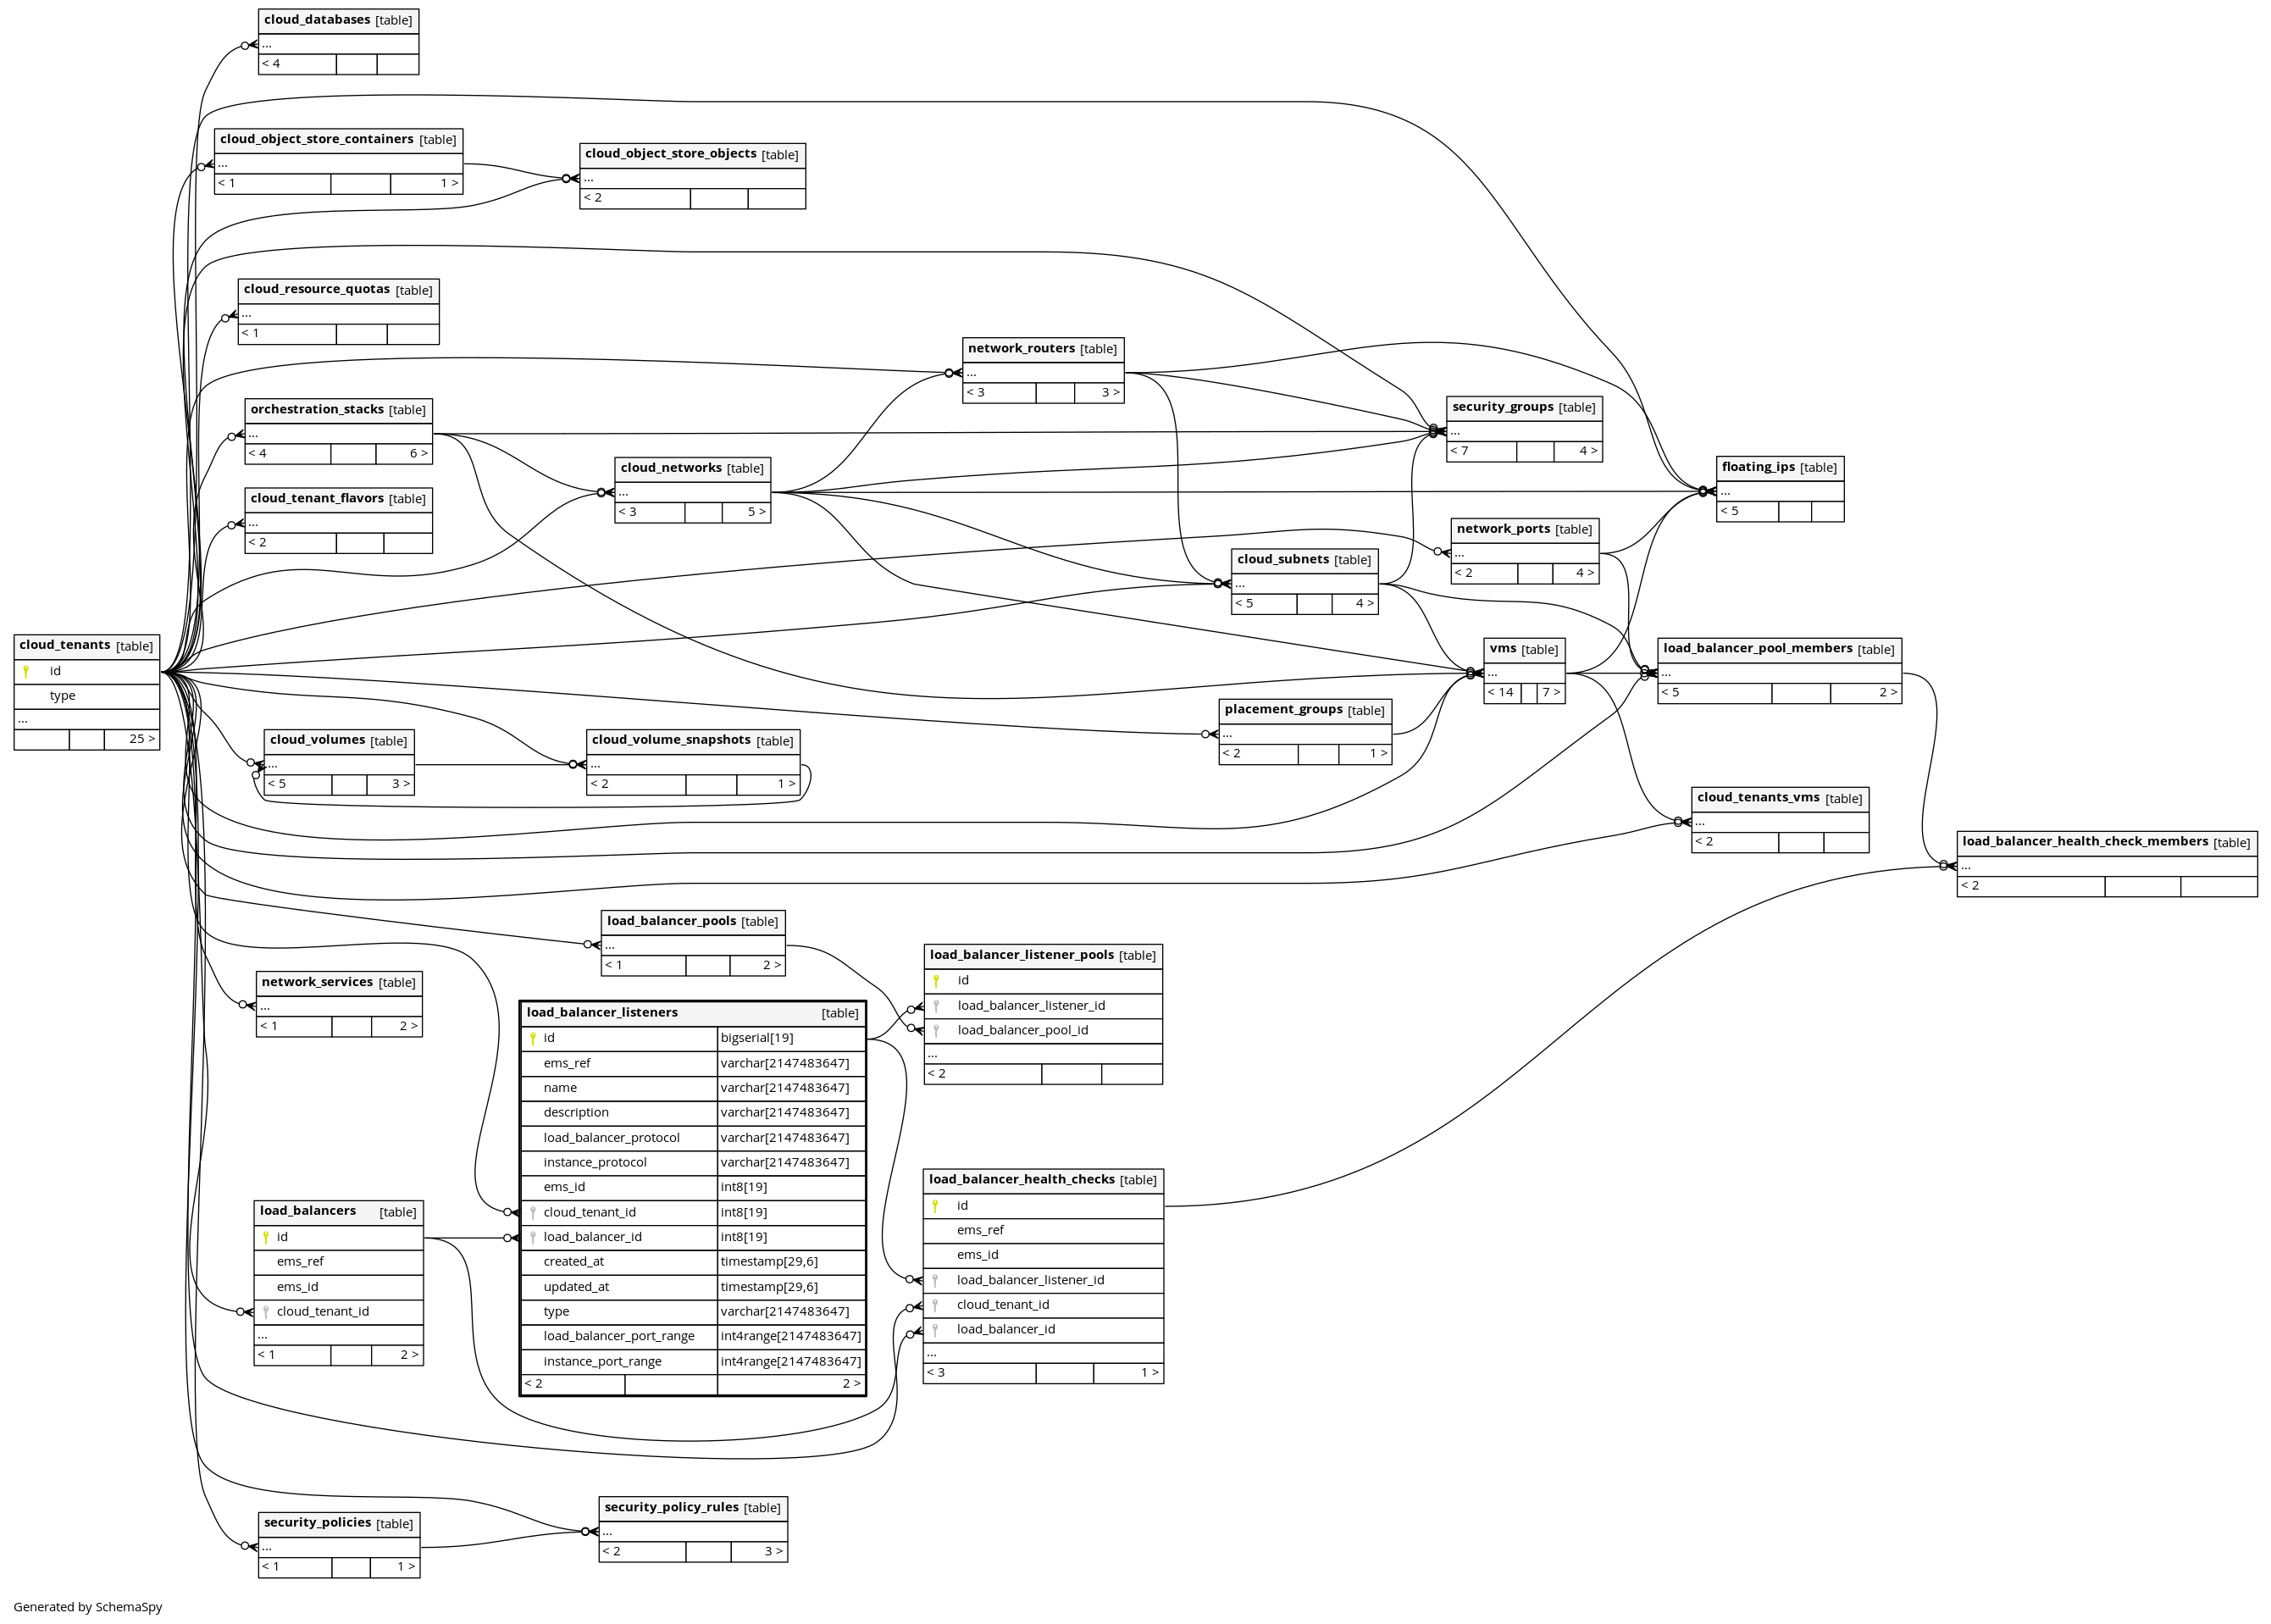 cloud_databases [table]
...
< 4
cloud_object_store_containers [table]
...
< 1 1 >
cloud_object_store_objects [table]
...
< 2
cloud_resource_quotas [table]
...
< 1
network_routers [table]
...
< 3 3 >
orchestration_stacks [table]
...
< 4 6 >
security_groups [table]
...
< 7 4 >
cloud_networks [table]
...
< 3 5 >
floating_ips [table]
...
< 5
cloud_tenant_flavors [table]
...
< 2
network_ports [table]
...
< 2 4 >
cloud_subnets [table]
...
< 5 4 >
cloud_tenants [table]
id
type
...
25 >
vms [table]
...
< 14 7 >
load_balancer_pool_members [table]
...
< 5 2 >
placement_groups [table]
...
< 2 1 >
cloud_volumes [table]
...
< 5 3 >
cloud_volume_snapshots [table]
...
< 2 1 >
cloud_tenants_vms [table]
...
< 2
load_balancer_health_check_members [table]
...
< 2
load_balancer_pools [table]
...
< 1 2 >
load_balancer_listener_pools [table]
id
load_balancer_listener_id
load_balancer_pool_id
...
< 2
network_services [table]
...
< 1 2 >
load_balancer_listeners [table]
id bigserial[19]
ems_ref varchar[2147483647]
name varchar[2147483647]
description varchar[2147483647]
load_balancer_protocol varchar[2147483647]
instance_protocol varchar[2147483647]
ems_id int8[19]
cloud_tenant_id int8[19]
load_balancer_id int8[19]
created_at timestamp[29,6]
updated_at timestamp[29,6]
type varchar[2147483647]
load_balancer_port_range int4range[2147483647]
instance_port_range int4range[2147483647]
< 2 2 >
load_balancer_health_checks [table]
id
ems_ref
ems_id
load_balancer_listener_id
cloud_tenant_id
load_balancer_id
...
< 3 1 >
load_balancers [table]
id
ems_ref
ems_id
cloud_tenant_id
...
< 1 2 >
security_policy_rules [table]
...
< 2 3 >
security_policies [table]
...
< 1 1 >
Generated by SchemaSpy